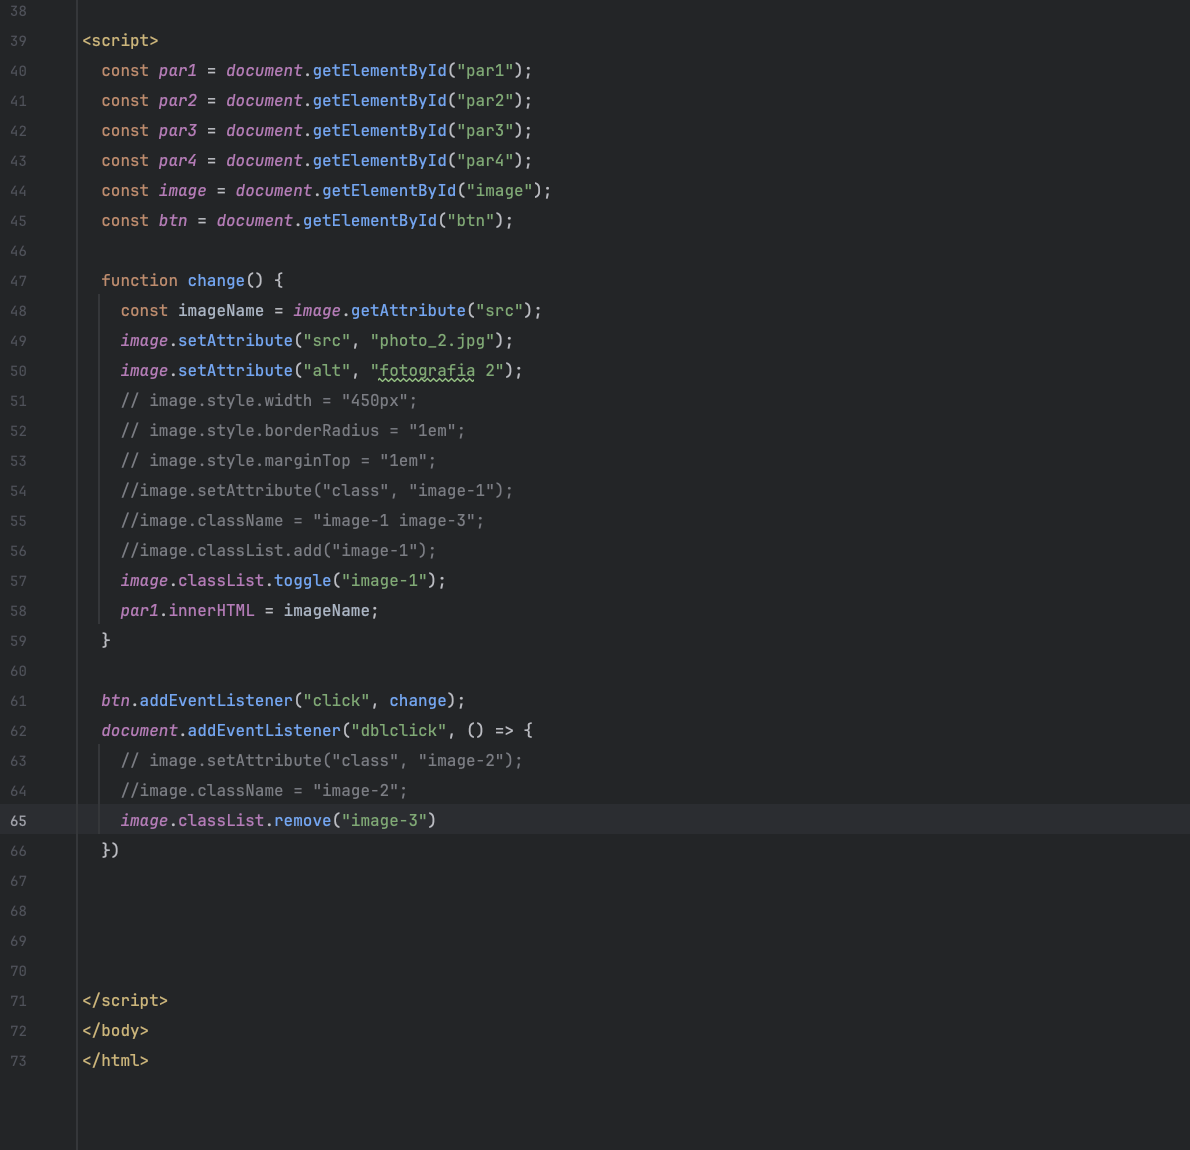 38
39 <script>
40 const par1 = document.getElementById("par1");
41 const par2 = document.getElementById("par2");
42 const par3 = document.getElementById("par3");
43 const par4 = document.getElementById("par4");
44 const image = document.getElementById("image");
45 const btn = document.getElementById("btn");
46
47 function change() {
48 const imageName = image.getAttribute("src");
49 image.setAttribute("src", "photo_2.jpg");
50 image.setAttribute("alt", "fotografia 2");
51 // image.style.width = "450px";
52 // image.style.borderRadius = "1em";
53 // image.style.marginTop = "1em";
54 //image.setAttribute("class", "image-1");
55 //image.className = "image-1 image-3";
56 //image.classList.add("image-1");
57 image.classList.toggle("image-1");
58 par1.innerHTML = imageName;
59 }
60
61 btn.addEventListener("click", change);
62 document.addEventListener("dblclick", () => {
63 // image.setAttribute("class", "image-2");
64 //image.className = "image-2";
65 image.classList.remove("image-3")
66 })
67
68
69
70
71 </script>
72 </body>
73 </html>